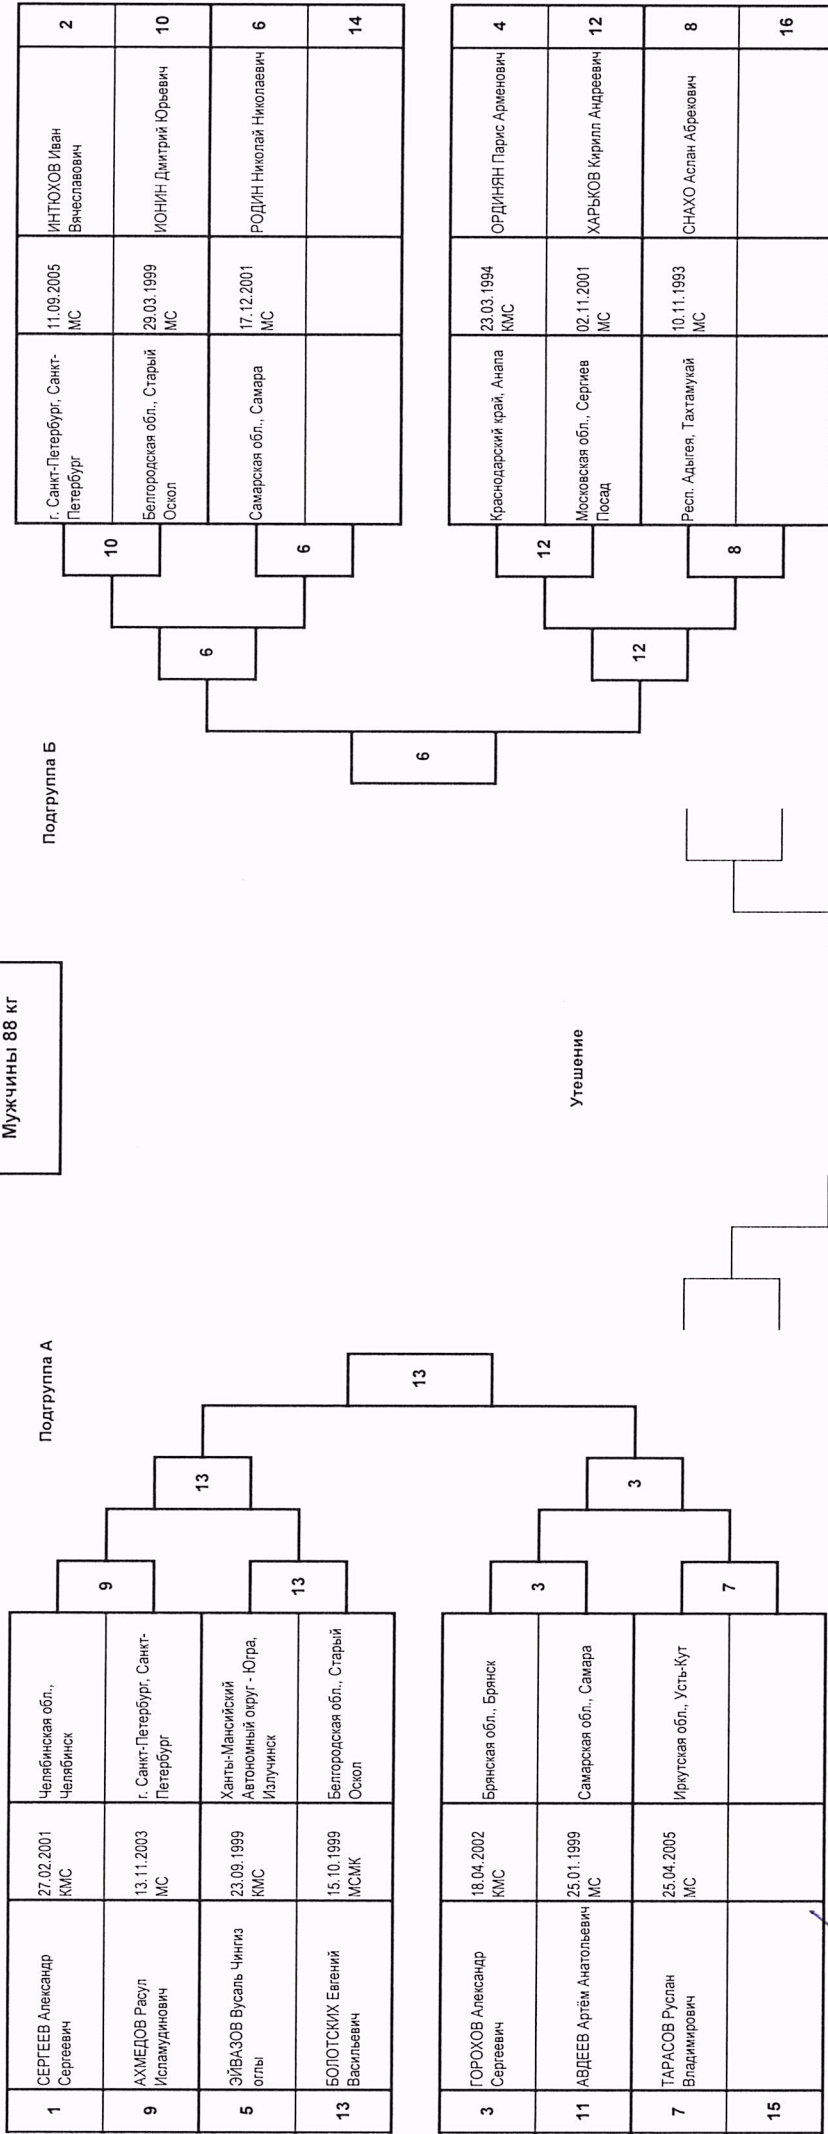 Мужчины 88 кг
Подгруппа А
1
СЕРГЕЕВ Александр
Сергеевич
27.02.2001
КМС
Челябинская обл.,
Челябинск
9
АХМЕДОВ Расул
Исламудинович
13.11.2003
МС
г. Санкт-Петербург, Санкт-
Петербург
5
ЭЙВАЗОВ Вусаль Чингиз
оглы
23.09.1999
КМС
Ханты-Мансийский
Автономный округ - Югра,
Излучинск
13
БОЛОТСКИХ Евгений
Васильевич
15.10.1999
МСМК
Белгородская обл., Старый
Оскол
3
ГОРОХОВ Александр
Сергеевич
18.04.2002
КМС
Брянская обл., Брянск
11
АВДЕЕВ Артём Анатольевич
25.01.1999
МС
Самарская обл., Самара
7
ТАРАСОВ Руслан
Владимирович
25.04.2005
МС
Иркутская обл., Усть-Кут
15
9
13
3
7
13
3
13
Подгруппа Б
6
6
12
10
6
12
8
г. Санкт-Петербург, Санкт-
Петербург
11.09.2005
МС
ИНТЮХОВ Иван
Вячеславович
2
Белгородская обл., Старый
Оскол
29.03.1999
МС
ИОНИН Дмитрий Юрьевич
10
Самарская обл., Самара
17.12.2001
МС
РОДИН Николай Николаевич
6
14
Краснодарский край, Анапа
23.03.1994
КМС
ОРДИНЯН Парис Арменович
4
Московская обл., Сергиев
Посад
02.11.2001
МС
ХАРЬКОВ Кирилл Андреевич
12
Респ. Адыгея, Тахтамукай
10.11.1993
МС
СНАХО Аслан Абрекович
8
16
Утешение